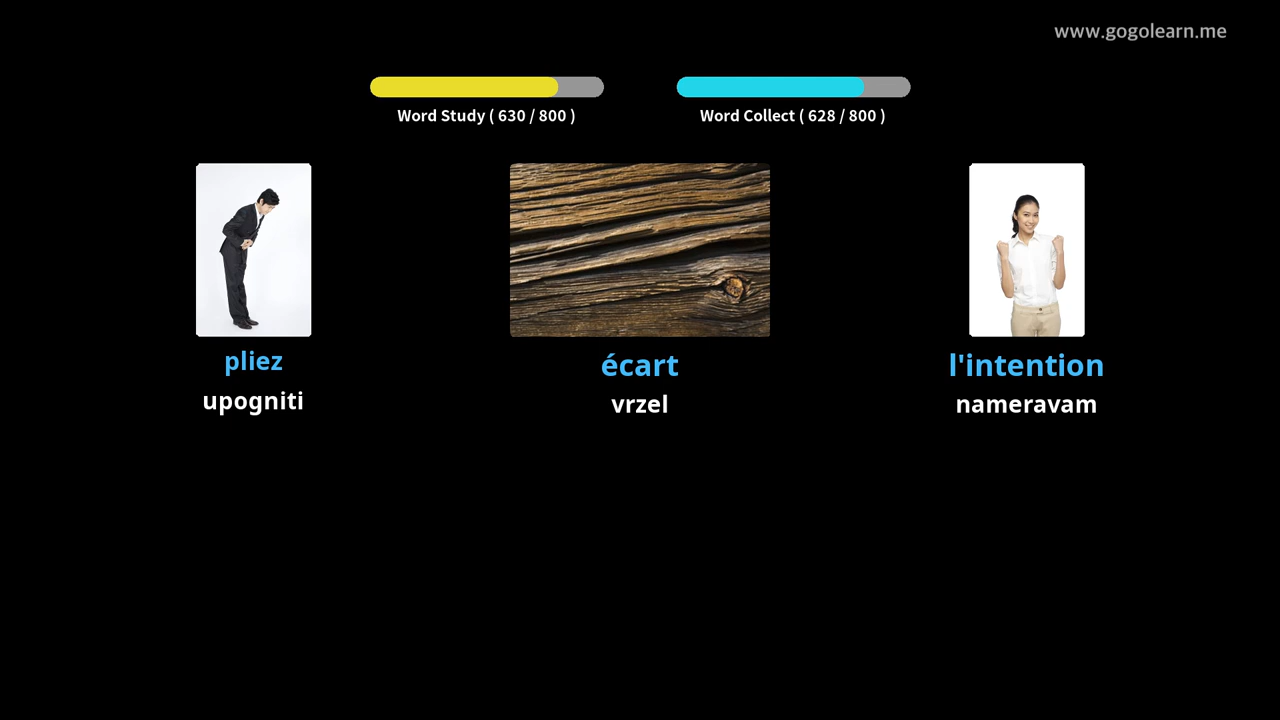 www.gogolearn.me
Word Study ( 630 / 800 )
Word Collect ( 628 / 800 )
pliez
upogniti
écart
vrzel
l'intention
nameravam